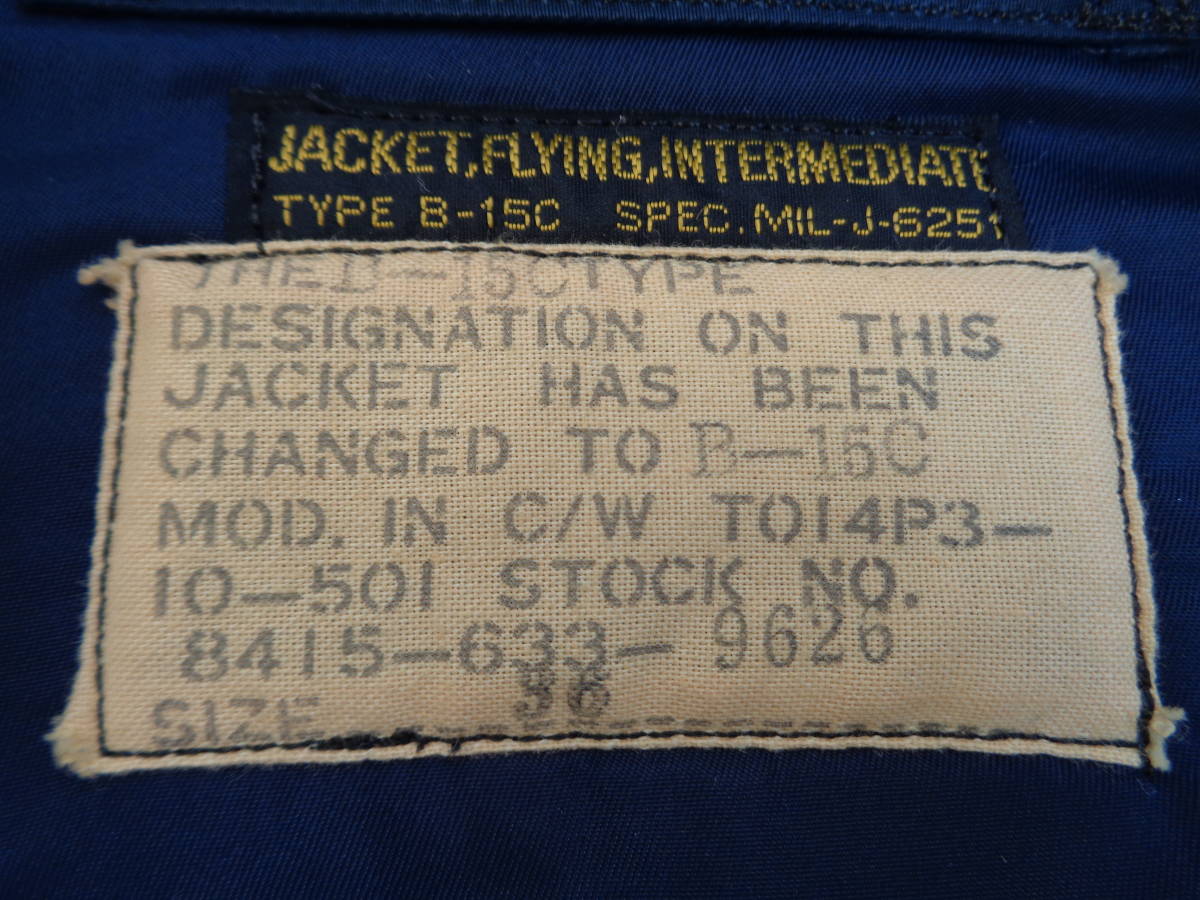 JACKET,FLYING,INTERMEDIATE
TYPE B-15C SPEC. MIL-J-6251
THE B-15C TYPE
DESIGNATION ON THIS
JACKET HAS BEEN
CHANGED TO B-15C
MOD. IN C/W TO14P3-
10-501 STOCK NO.
8415-633-9626
SIZE 36